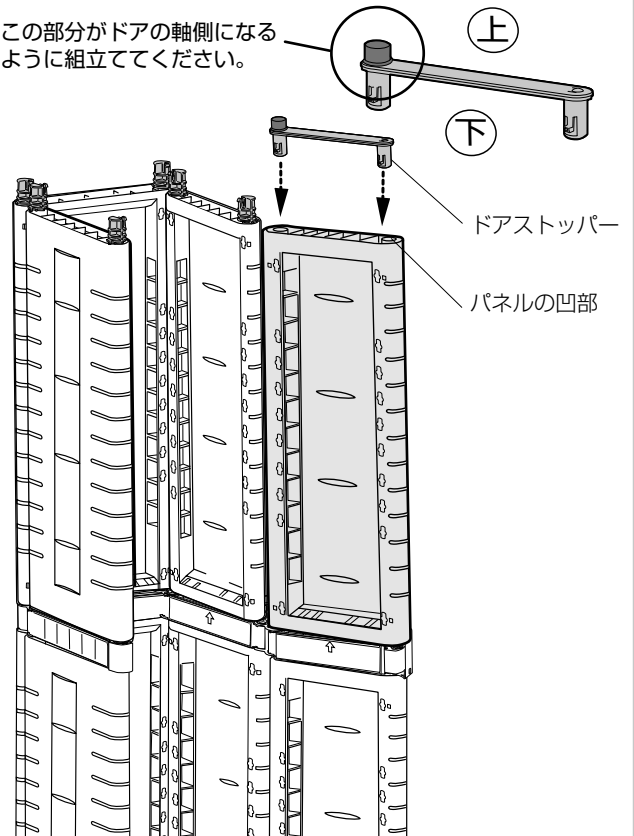 この部分がドアの軸側になる
ように組立ててください。
上
下
ドアストッパー
パネルの凹部